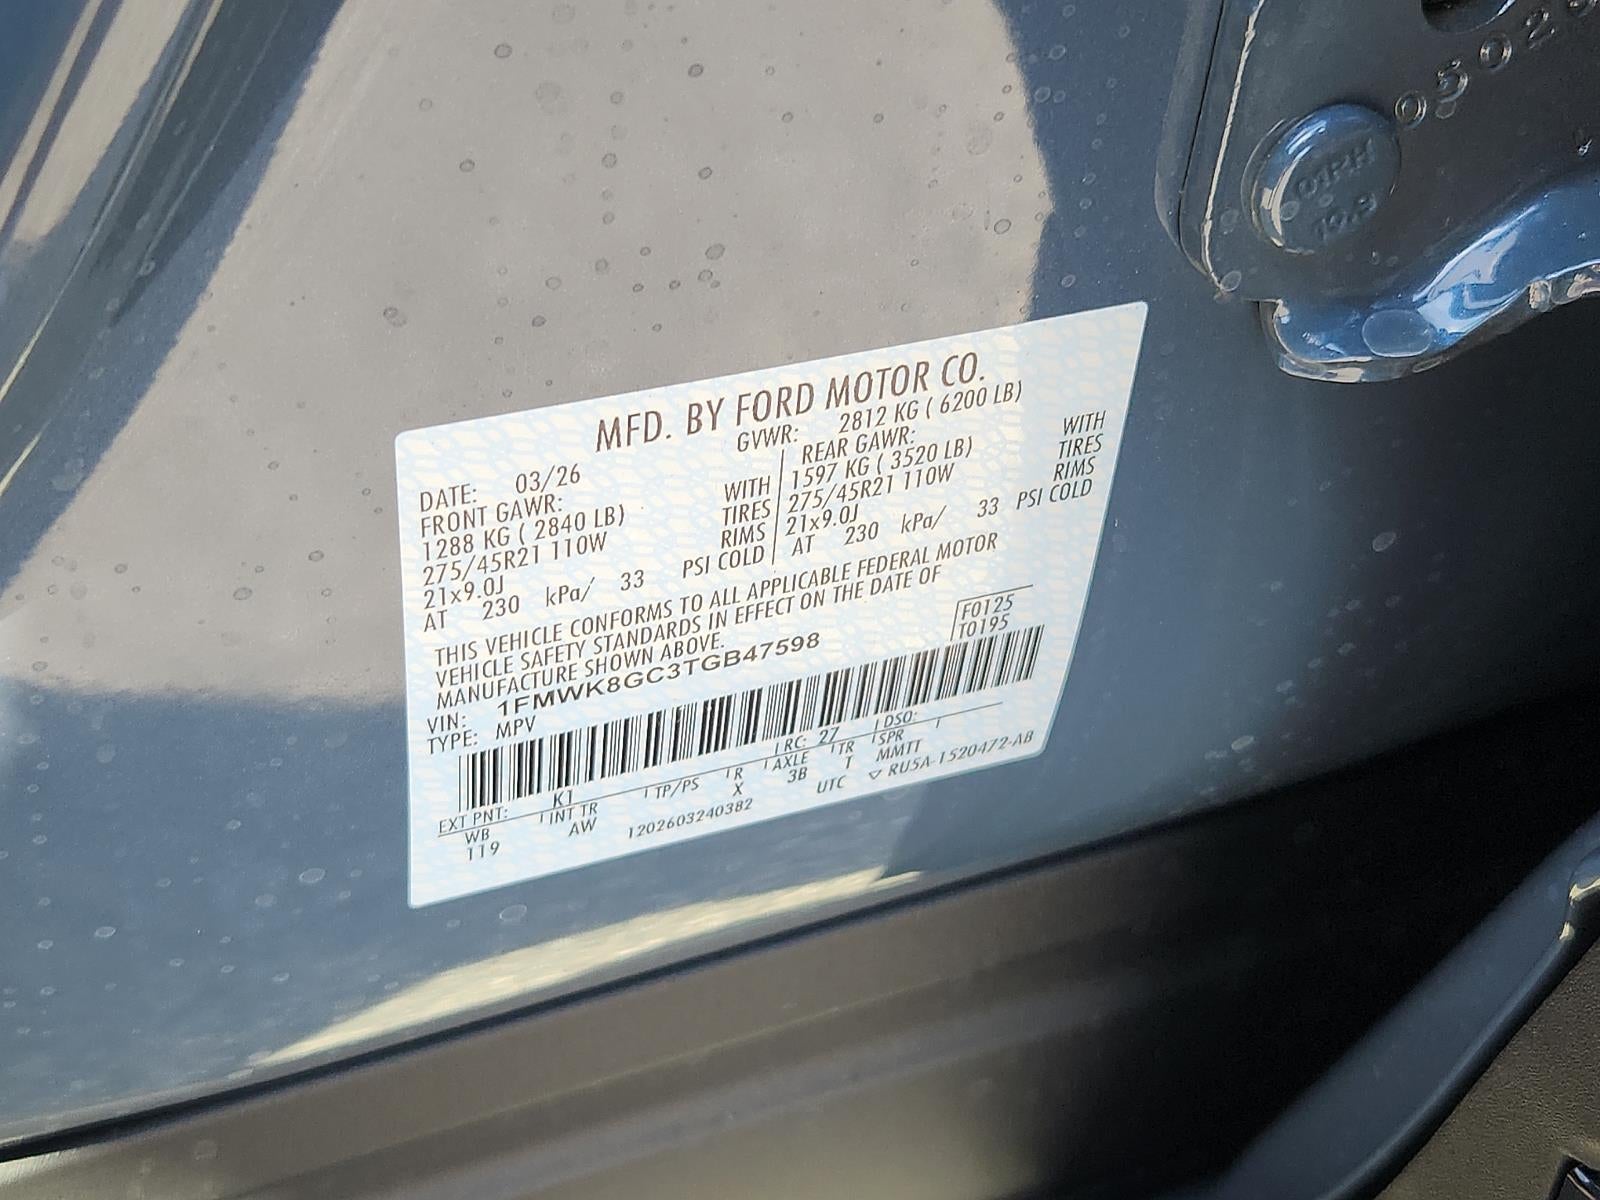 05025
MFD. BY FORD MOTOR CO.
GVWR: 2812 KG ( 6200 LB)
DATE: 03/26
FRONT GAWR:
1288 KG ( 2840 LB) WITH
275/45R21 110W TIRES
21x9.0J RIMS
AT 230 kPa/ 33 PSI COLD
REAR GAWR:
1597 KG ( 3520 LB) WITH
275/45R21 110W TIRES
21x9.0J RIMS
AT 230 kPa/ 33 PSI COLD
THIS VEHICLE CONFORMS TO ALL APPLICABLE FEDERAL MOTOR
VEHICLE SAFETY STANDARDS IN EFFECT ON THE DATE OF
MANUFACTURE SHOWN ABOVE.
F0125
T0195
VIN: 1FMWK8GC3TGB47598
TYPE: MPV
EXT PNT: K1 RC: 27 DSO:
WB INT TR TP/PS R AXLE TR SPR
119 AW X 3B T MMTT
1202603240382 UTC ▽ RU5A-1520472-AB